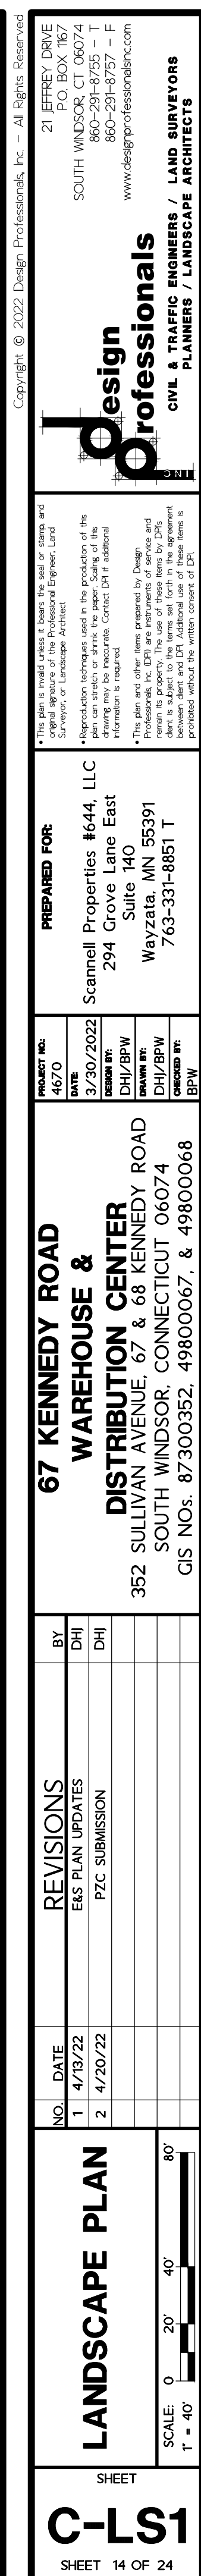 Copyright © 2022 Design Professionals, Inc. – All Rights Reserved
21 JEFFREY DRIVE
P.O. BOX 1167
SOUTH WINDSOR, CT 06074
860-291-8755 – T
860-291-8757 – F
www.designprofessionalsinc.com
design
professionals
INC
CIVIL & TRAFFIC ENGINEERS / LAND SURVEYORS
PLANNERS / LANDSCAPE ARCHITECTS
• This plan is invalid unless it bears the seal or stamp, and
original signature of the Professional Engineer, Land
Surveyor, or Landscape Architect
• Reproduction techniques used in the production of this
plan can stretch or shrink the paper. Scaling of this
drawing may be inaccurate. Contact DPI if additional
information is required.
• This plan and other items prepared by Design
Professionals, Inc. (DPI) are instruments of service and
remain its property. The use of these items by DPI's
client is subject to the terms set forth in the agreement
between client and DPI. Additional use of these items is
prohibited without the written consent of DPI.
PREPARED FOR:
Scannell Properties #644, LLC
294 Grove Lane East
Suite 140
Wayzata, MN 55391
763-331-8851 T
PROJECT NO.:
4670
DATE:
3/30/2022
DESIGN BY:
DHJ/BPW
DRAWN BY:
DHJ/BPW
CHECKED BY:
BPW
67 KENNEDY ROAD
WAREHOUSE &
DISTRIBUTION CENTER
352 SULLIVAN AVENUE, 67 & 68 KENNEDY ROAD
SOUTH WINDSOR, CONNECTICUT 06074
GIS NOs. 87300352, 49800067, & 49800068
NO. DATE REVISIONS BY
1 4/13/22 E&S PLAN UPDATES DHJ
2 4/20/22 PZC SUBMISSION DHJ
LANDSCAPE PLAN
SCALE: 0 20' 40' 80'
1" = 40'
SHEET
C-LS1
SHEET 14 OF 24